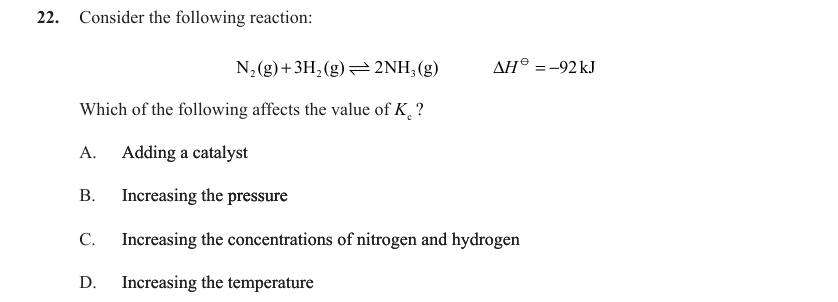 22. Consider the following reaction:
N₂(g)+3H₂(g)⇌2NH₃(g) ΔH⊖ =−92 kJ
Which of the following affects the value of Kc ?
A. Adding a catalyst
B. Increasing the pressure
C. Increasing the concentrations of nitrogen and hydrogen
D. Increasing the temperature